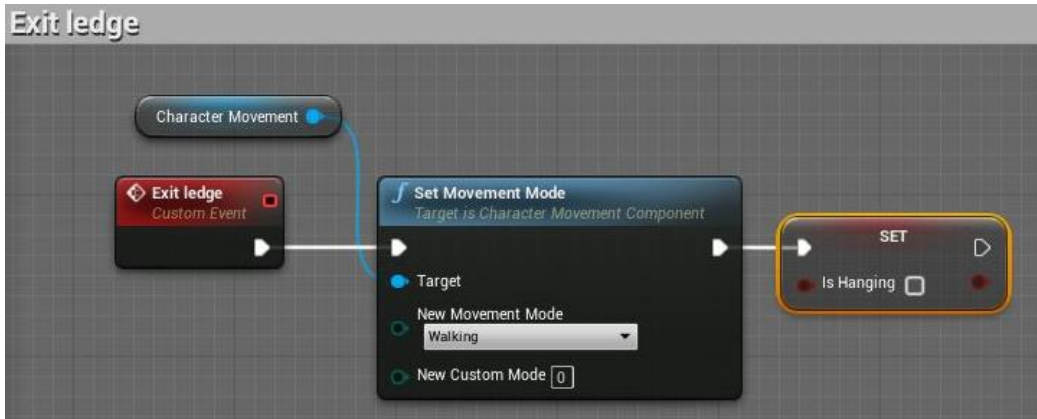 Exit ledge
Character Movement
Exit ledge
Custom Event
Set Movement Mode
Target is Character Movement Component
Target
New Movement Mode
Walking
New Custom Mode 0
SET
Is Hanging